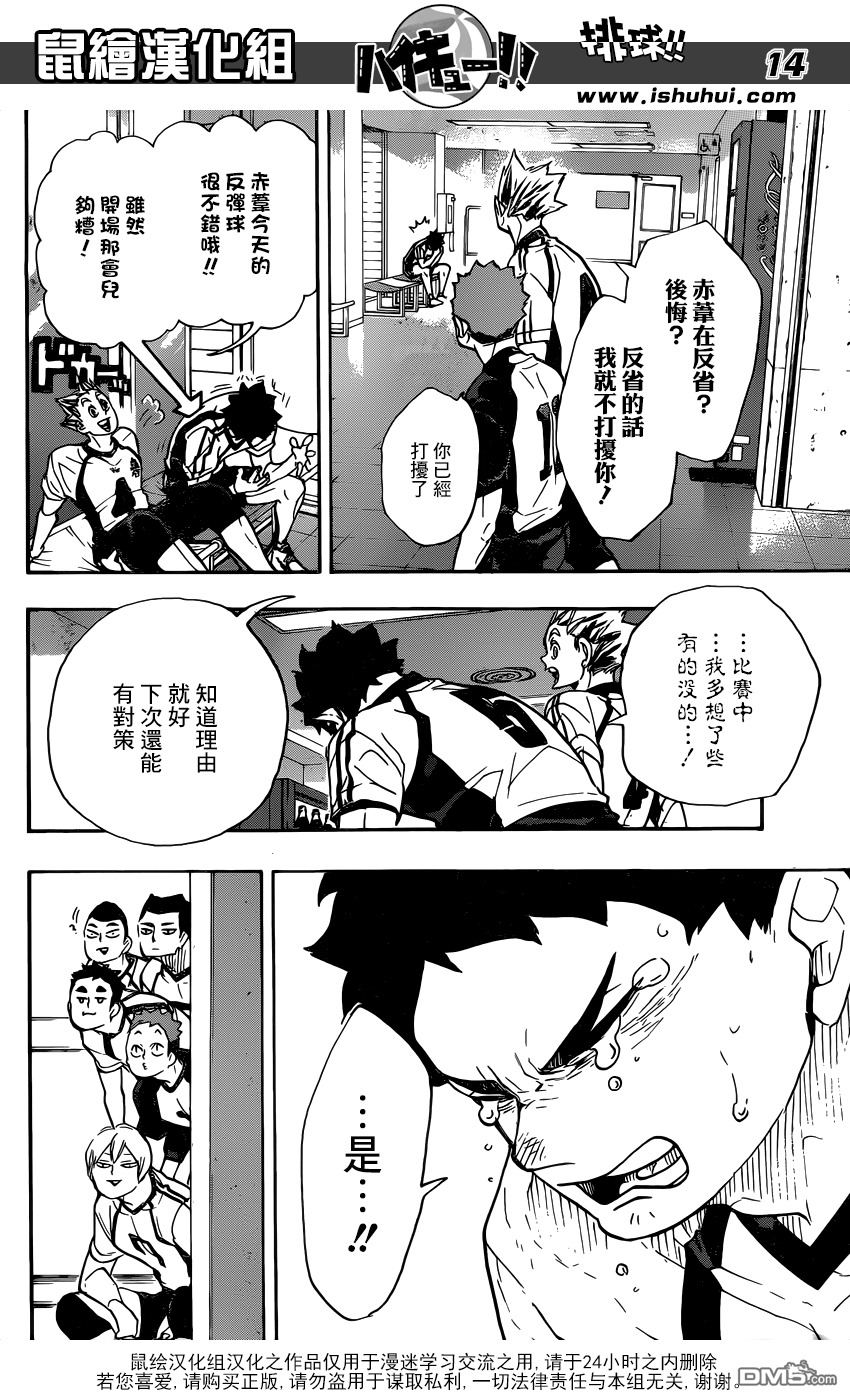 鼠繪漢化組
ハイキュー!!
排球!!
14
www.ishuhui.com
赤葦在反省?
後悔?
反省的話
我就不打擾你!
你已經
打擾了
赤葦今天的
反彈球
很不錯哦!!
雖然
開場那會兒
夠糟!
ドゥー
…比賽中
…我多想了些
有的没的…!
知道理由
就好
下次還能
有對策
…是…!!
鼠绘汉化组汉化之作品仅用于漫迷学习交流之用,请于24小时之内删除
若您喜爱,请购买正版,请勿用于谋取私利,一切法律责任与本组无关,谢谢。
DM5.com